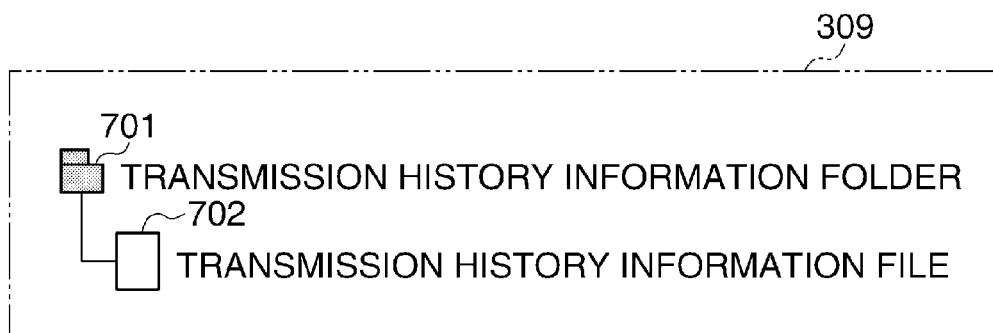 309
701
TRANSMISSION HISTORY INFORMATION FOLDER
702
TRANSMISSION HISTORY INFORMATION FILE